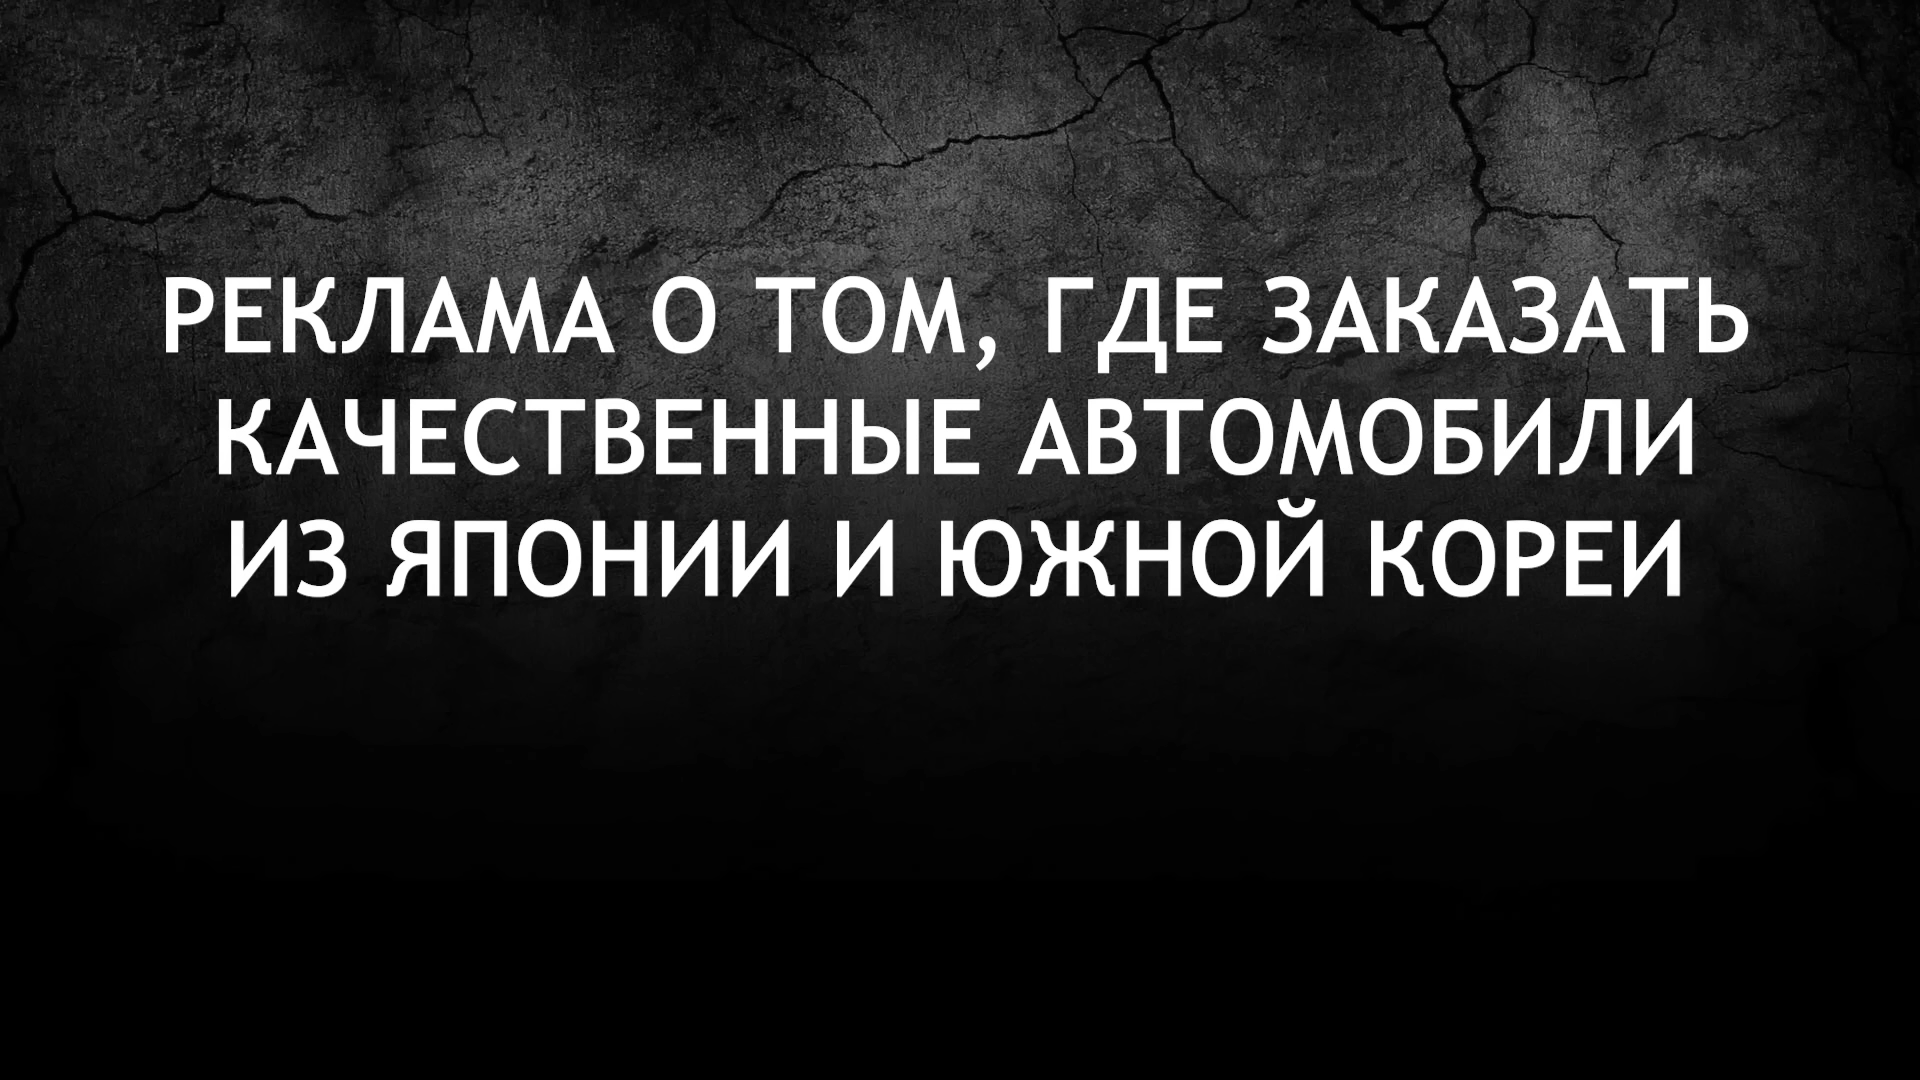 РЕКЛАМА О ТОМ, ГДЕ ЗАКАЗАТЬ
КАЧЕСТВЕННЫЕ АВТОМОБИЛИ
ИЗ ЯПОНИИ И ЮЖНОЙ КОРЕИ